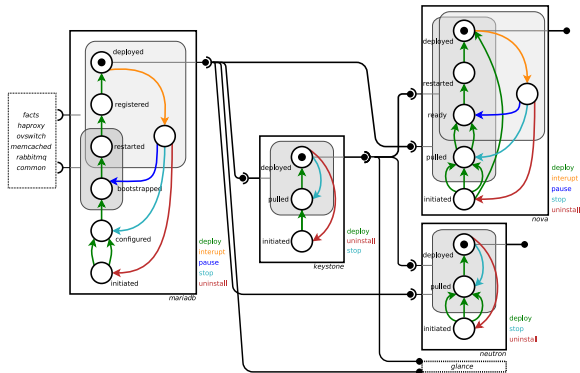 facts
haproxy
ovswitch
memcached
rabbitmq
common
deployed
registered
restarted
bootstrapped
configured
initiated
deploy
interupt
pause
stop
uninstall
mariadb
deployed
pulled
initiated
deploy
uninstall
stop
keystone
deployed
restarted
ready
pulled
initiated
deploy
interupt
pause
stop
uninstall
nova
deployed
pulled
initiated
deploy
stop
uninstall
neutron
glance